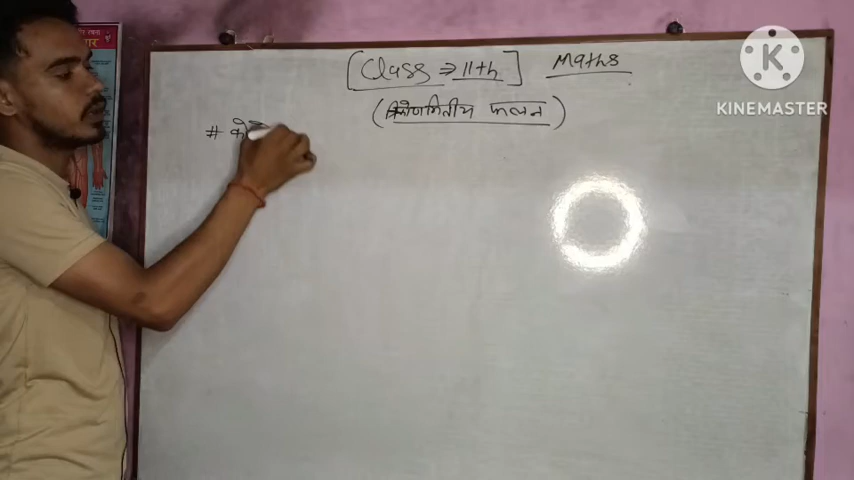 [Class ⇒ 11th] Maths
(त्रिकोणमितीय फलन)
# को
K
KINEMASTER